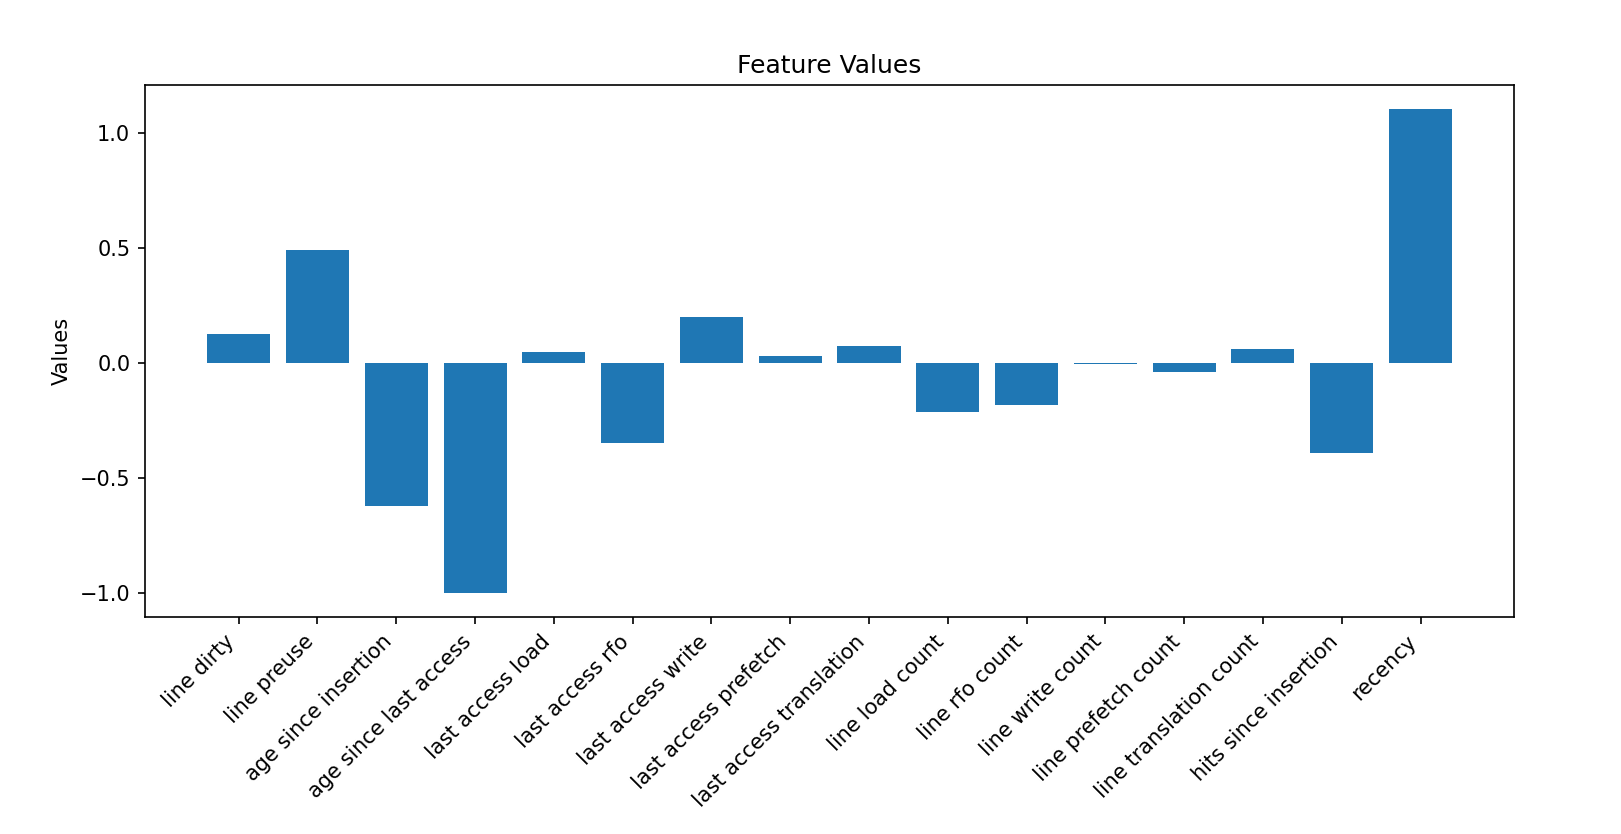 Feature Values
Values
1.0
0.5
0.0
−0.5
−1.0
line dirty
line preuse
age since insertion
age since last access
last access load
last access rfo
last access write
last access prefetch
last access translation
line load count
line rfo count
line write count
line prefetch count
line translation count
hits since insertion
recency